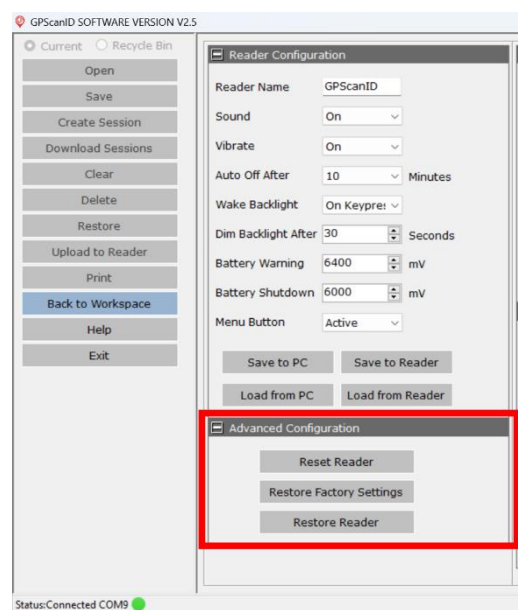 GPScanID SOFTWARE VERSION V2.5
Current Recycle Bin
Open
Save
Create Session
Download Sessions
Clear
Delete
Restore
Upload to Reader
Print
Back to Workspace
Help
Exit
Reader Configuration
Reader Name GPScanID
Sound On
Vibrate On
Auto Off After 10 Minutes
Wake Backlight On Keypre
Dim Backlight After 30 Seconds
Battery Warning 6400 mV
Battery Shutdown 6000 mV
Menu Button Active
Save to PC Save to Reader
Load from PC Load from Reader
Advanced Configuration
Reset Reader
Restore Factory Settings
Restore Reader
Status:Connected COM9